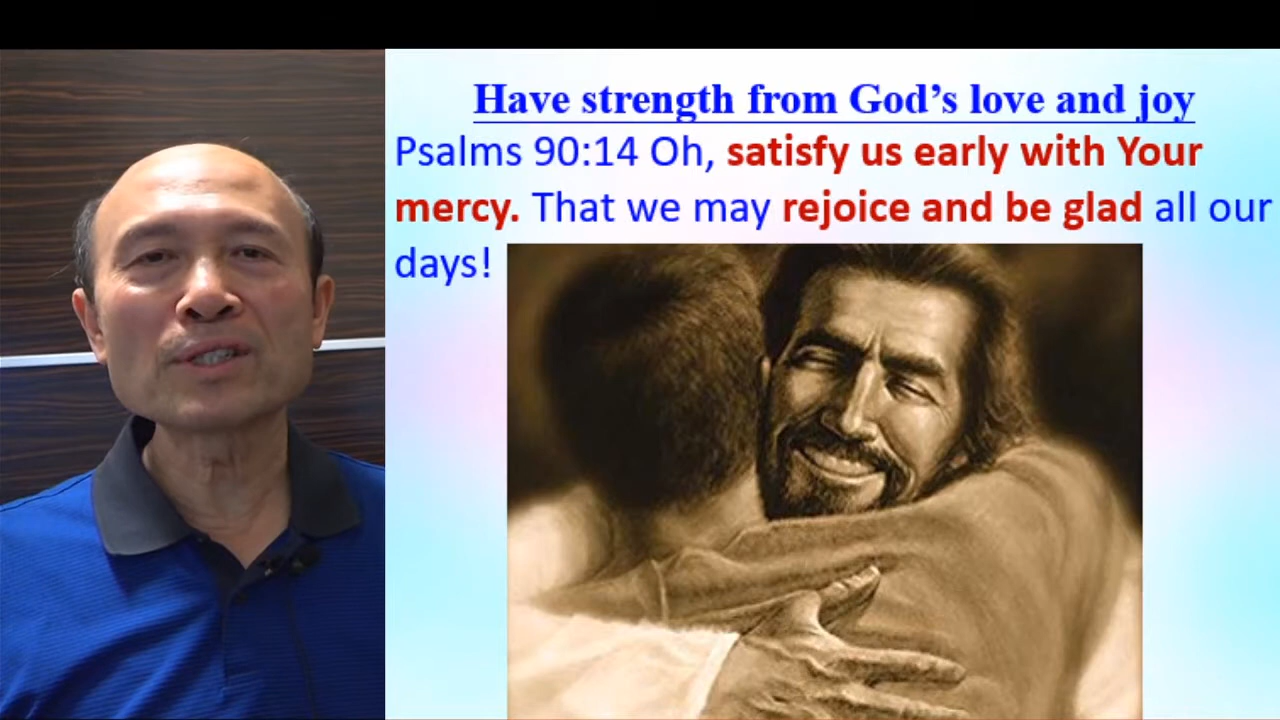 Have strength from God’s love and joy
Psalms 90:14 Oh, satisfy us early with Your
mercy. That we may rejoice and be glad all our
days!